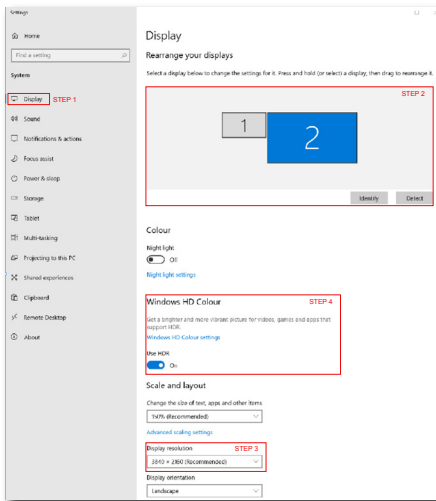 Settings
Home
Find a setting
System
Display STEP 1
Sound
Notifications & actions
Focus assist
Power & sleep
Storage
Tablet
Multi-tasking
Projecting to this PC
Shared experiences
Clipboard
Remote Desktop
About
Display
Rearrange your displays
Select a display below to change the settings for it. Press and hold (or select) a display, then drag to rearrange it.
STEP 2
1
2
Identify Detect
Colour
Night light
Off
Night light settings
Windows HD Colour STEP 4
Get a brighter and more vibrant picture for videos, games and apps that
support HDR.
Windows HD Colour settings
Use HDR
On
Scale and layout
Change the size of text, apps and other items
150% (Recommended)
Advanced scaling settings
Display resolution STEP 3
3840 × 2160 (Recommended)
Display orientation
Landscape